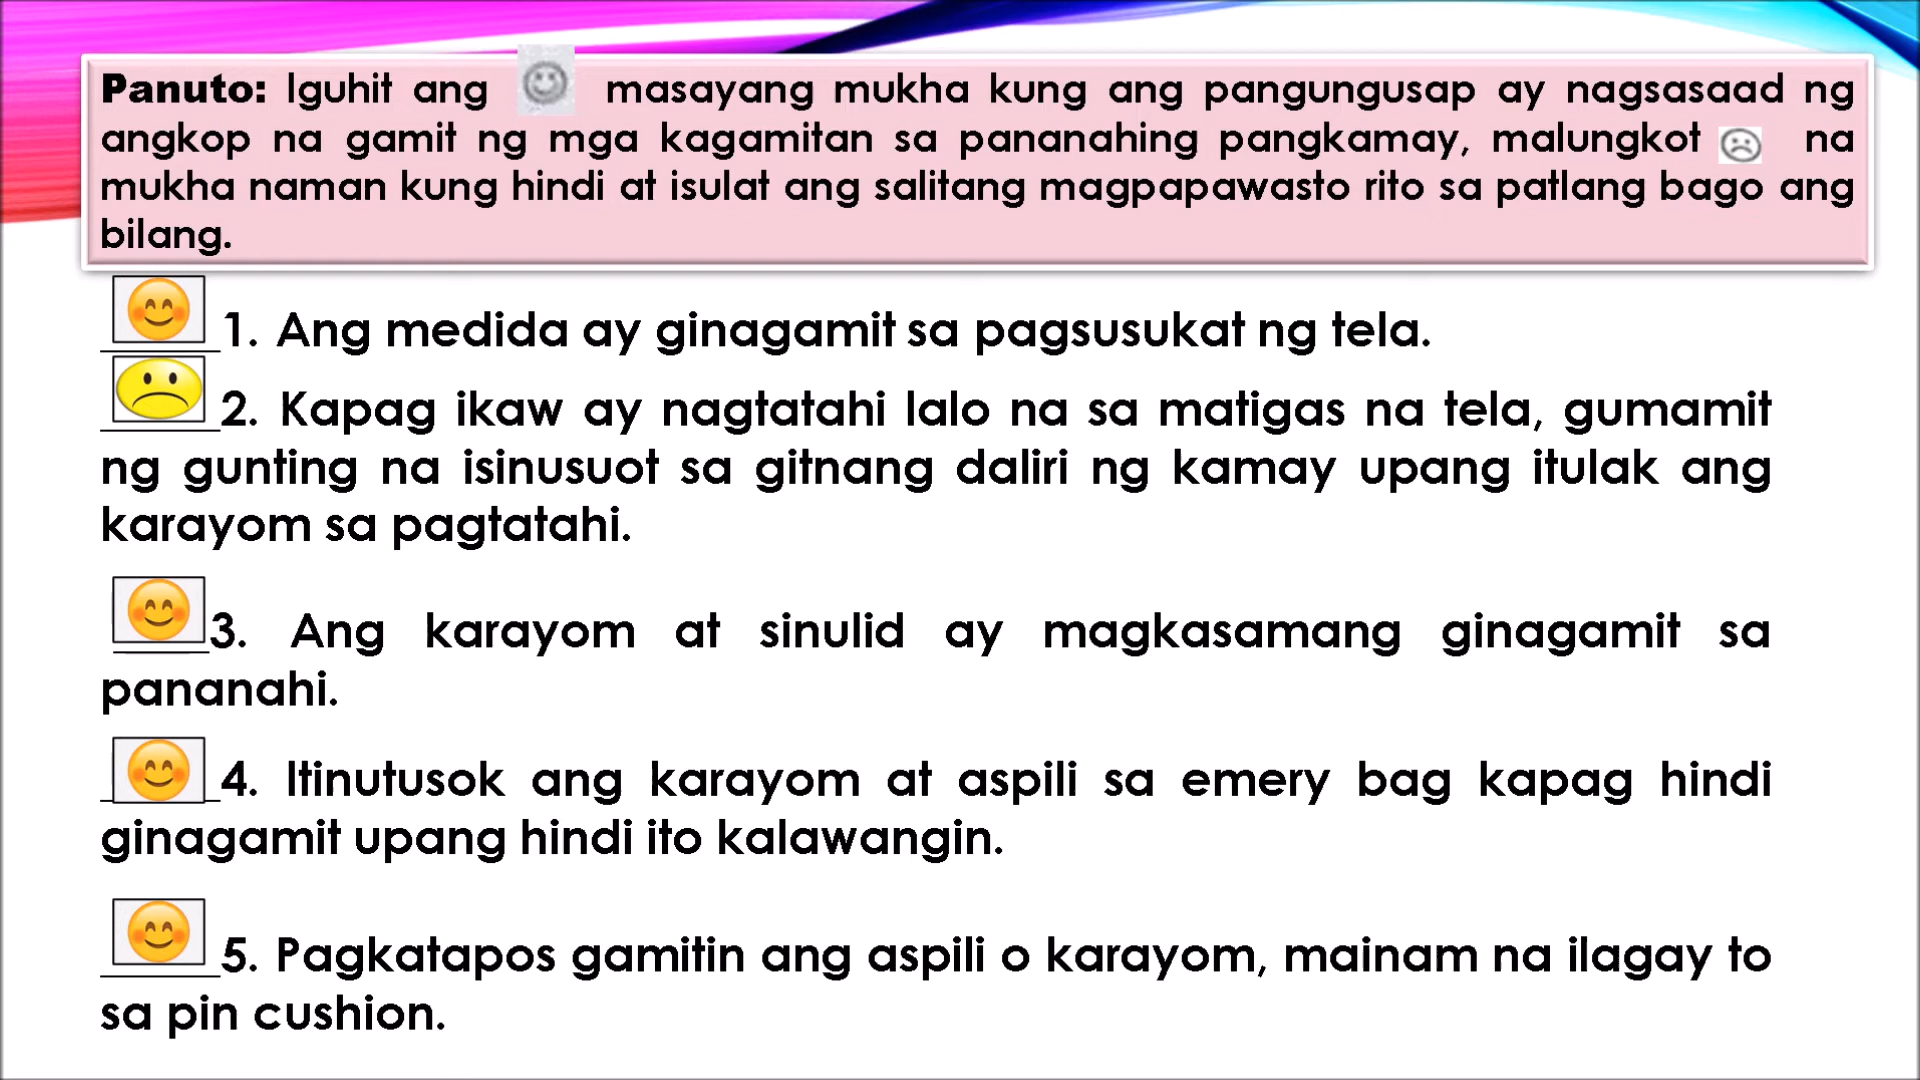 Panuto: Iguhit ang masayang mukha kung ang pangungusap ay nagsasaad ng
angkop na gamit ng mga kagamitan sa pananahing pangkamay, malungkot na
mukha naman kung hindi at isulat ang salitang magpapawasto rito sa patlang bago ang
bilang.
1. Ang medida ay ginagamit sa pagsusukat ng tela.
2. Kapag ikaw ay nagtatahi lalo na sa matigas na tela, gumamit
ng gunting na isinusuot sa gitnang daliri ng kamay upang itulak ang
karayom sa pagtatahi.
3. Ang karayom at sinulid ay magkasamang ginagamit sa
pananahi.
4. Itinutusok ang karayom at aspili sa emery bag kapag hindi
ginagamit upang hindi ito kalawangin.
5. Pagkatapos gamitin ang aspili o karayom, mainam na ilagay to
sa pin cushion.